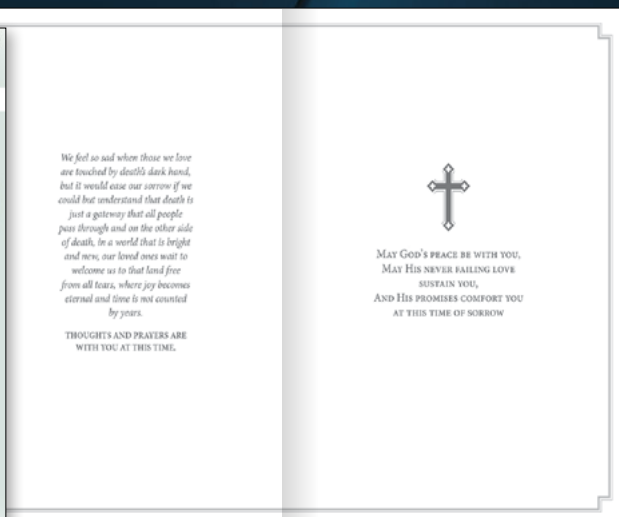 We feel so sad when those we love
are touched by death's dark hand,
but it would ease our sorrow if we
could but understand that death is
just a gateway that all people
pass through and on the other side
of death, in a world that is bright
and new, our loved ones wait to
welcome us to that land free
from all tears, where joy becomes
eternal and time is not counted
by years.
THOUGHTS AND PRAYERS ARE
WITH YOU AT THIS TIME.
MAY GOD'S PEACE BE WITH YOU,
MAY HIS NEVER FAILING LOVE
SUSTAIN YOU,
AND HIS PROMISES COMFORT YOU
AT THIS TIME OF SORROW